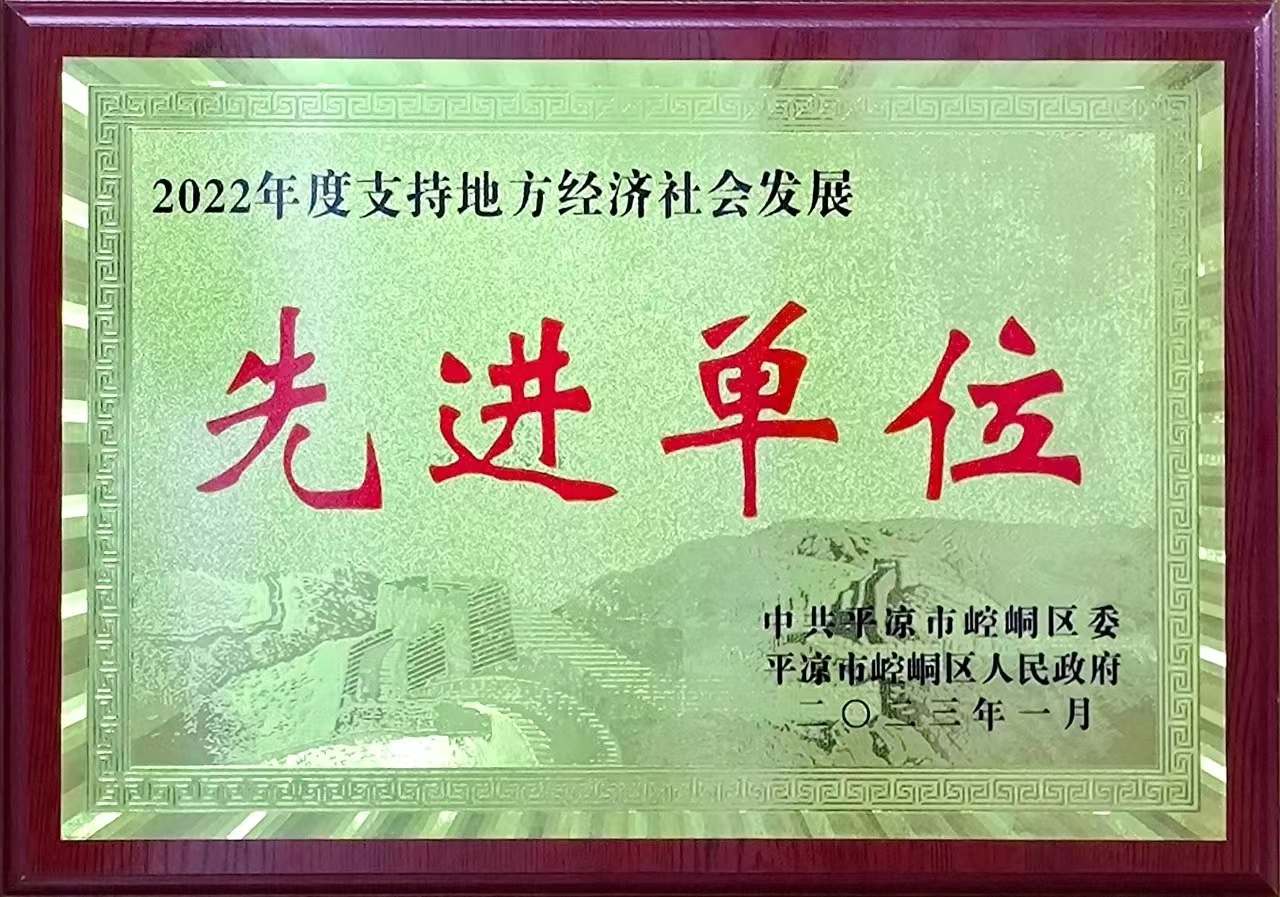 2022年度支持地方经济社会发展
先进单位
中共平凉市崆峒区委
平凉市崆峒区人民政府
二〇二三年一月